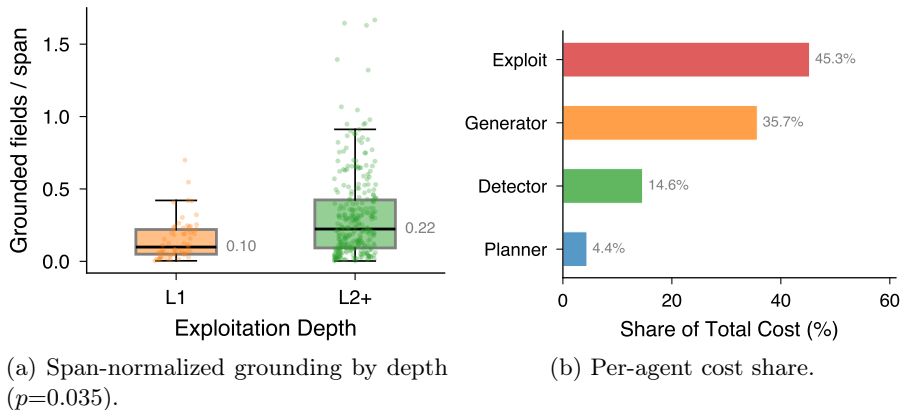 Grounded fields / span
1.5
1.0
0.5
0.0
0.10
0.22
L1
L2+
Exploitation Depth
(a) Span-normalized grounding by depth
(p=0.035).
Exploit
45.3%
Generator
35.7%
Detector
14.6%
Planner
4.4%
0
20
40
60
Share of Total Cost (%)
(b) Per-agent cost share.